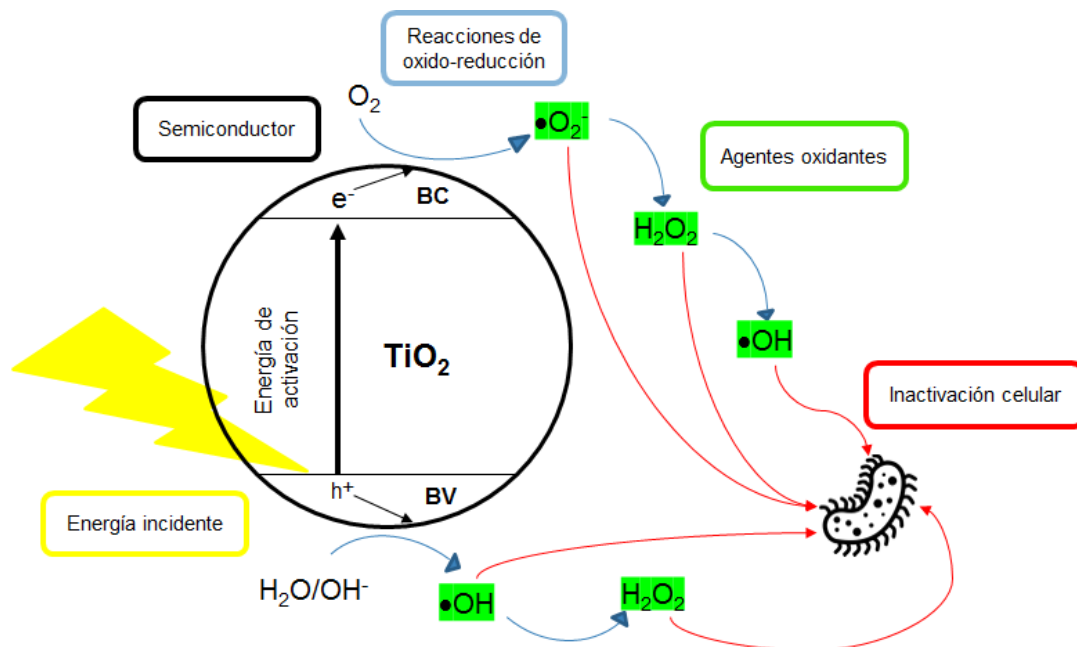 Reacciones de
oxido-reducción
O₂
Semiconductor
●O₂⁻
Agentes oxidantes
e⁻
BC
H₂O₂
●OH
Energía de
activación
TiO₂
Inactivación celular
h⁺
BV
Energía incidente
H₂O/OH⁻
●OH
H₂O₂